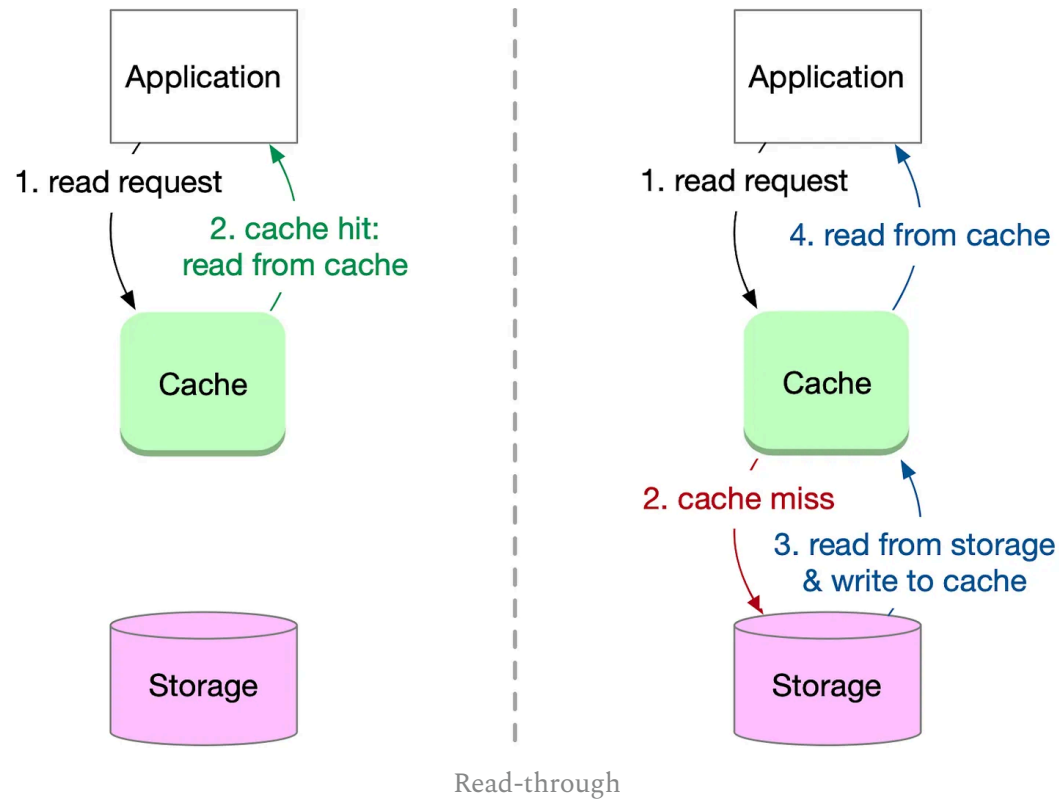 Application
1. read request
2. cache hit:
read from cache
Cache
Storage
Application
1. read request
4. read from cache
Cache
2. cache miss
3. read from storage
& write to cache
Storage
Read-through